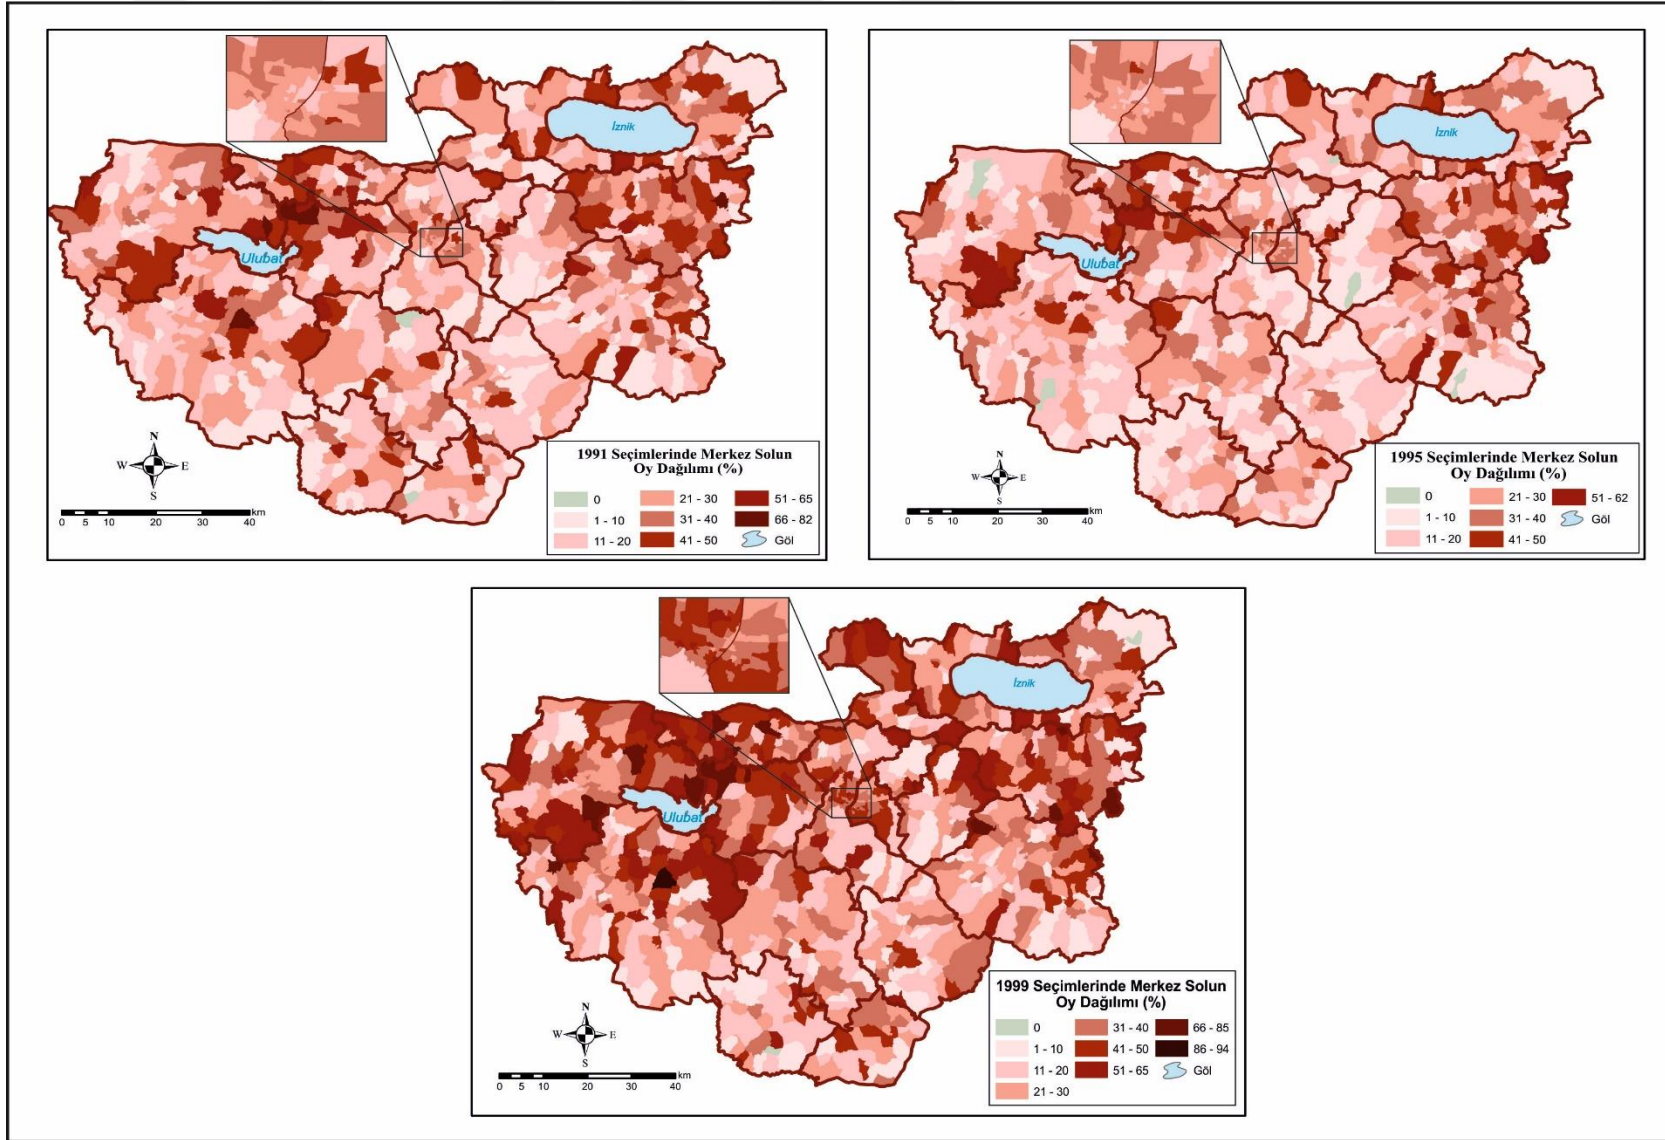 İznik
Ulubat
N
W E
S
0 5 10 20 30 40 km
1991 Seçimlerinde Merkez Solun
Oy Dağılımı (%)
0
1 - 10
11 - 20
21 - 30
31 - 40
41 - 50
51 - 65
66 - 82
Göl
İznik
Ulubat
N
W E
S
0 5 10 20 30 40 km
1995 Seçimlerinde Merkez Solun
Oy Dağılımı (%)
0
1 - 10
11 - 20
21 - 30
31 - 40
41 - 50
51 - 62
Göl
İznik
Ulubat
N
W E
S
0 5 10 20 30 40 km
1999 Seçimlerinde Merkez Solun
Oy Dağılımı (%)
0
1 - 10
11 - 20
21 - 30
31 - 40
41 - 50
51 - 65
66 - 85
86 - 94
Göl